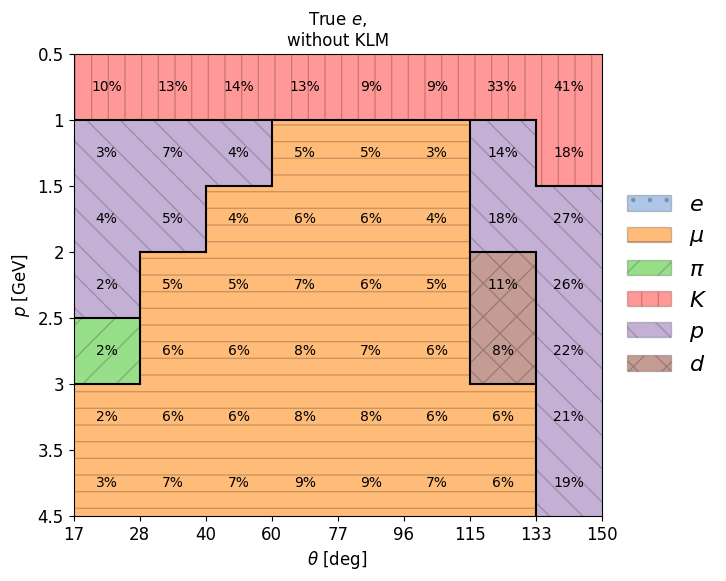 True e,
without KLM
0.5
10% 13% 14% 13% 9% 9% 33% 41%
1
3% 7% 4% 5% 5% 3% 14% 18%
1.5
4% 5% 4% 6% 6% 4% 18% 27%
2
2% 5% 5% 7% 6% 5% 11% 26%
2.5
2% 6% 6% 8% 7% 6% 8% 22%
3
2% 6% 6% 8% 8% 6% 6% 21%
3.5
3% 7% 7% 9% 9% 7% 6% 19%
4
4.5
p [GeV]
17 28 40 60 77 96 115 133 150
θ [deg]
e
μ
π
K
p
d